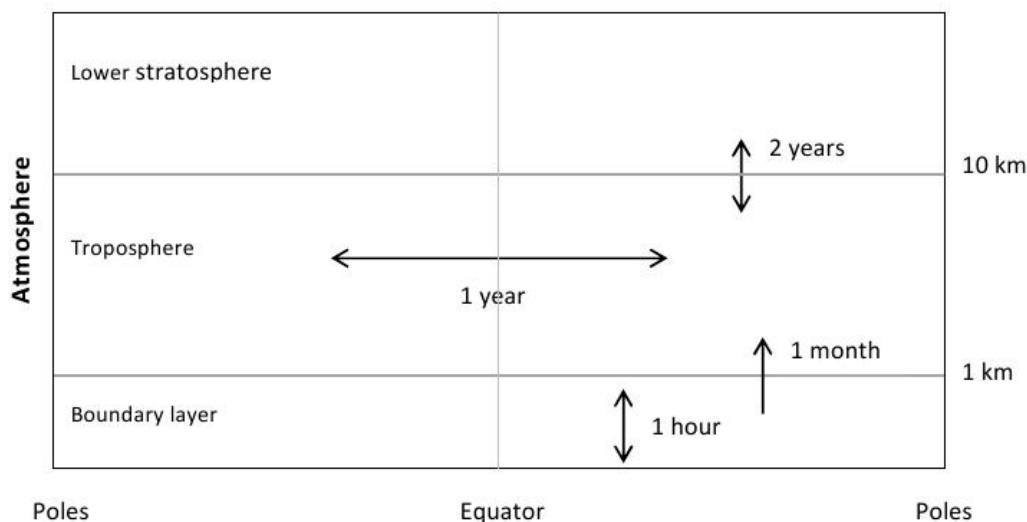 Lower stratosphere
2 years
10 km
Atmosphere
Troposphere
1 year
1 month
1 km
Boundary layer
1 hour
Poles
Equator
Poles